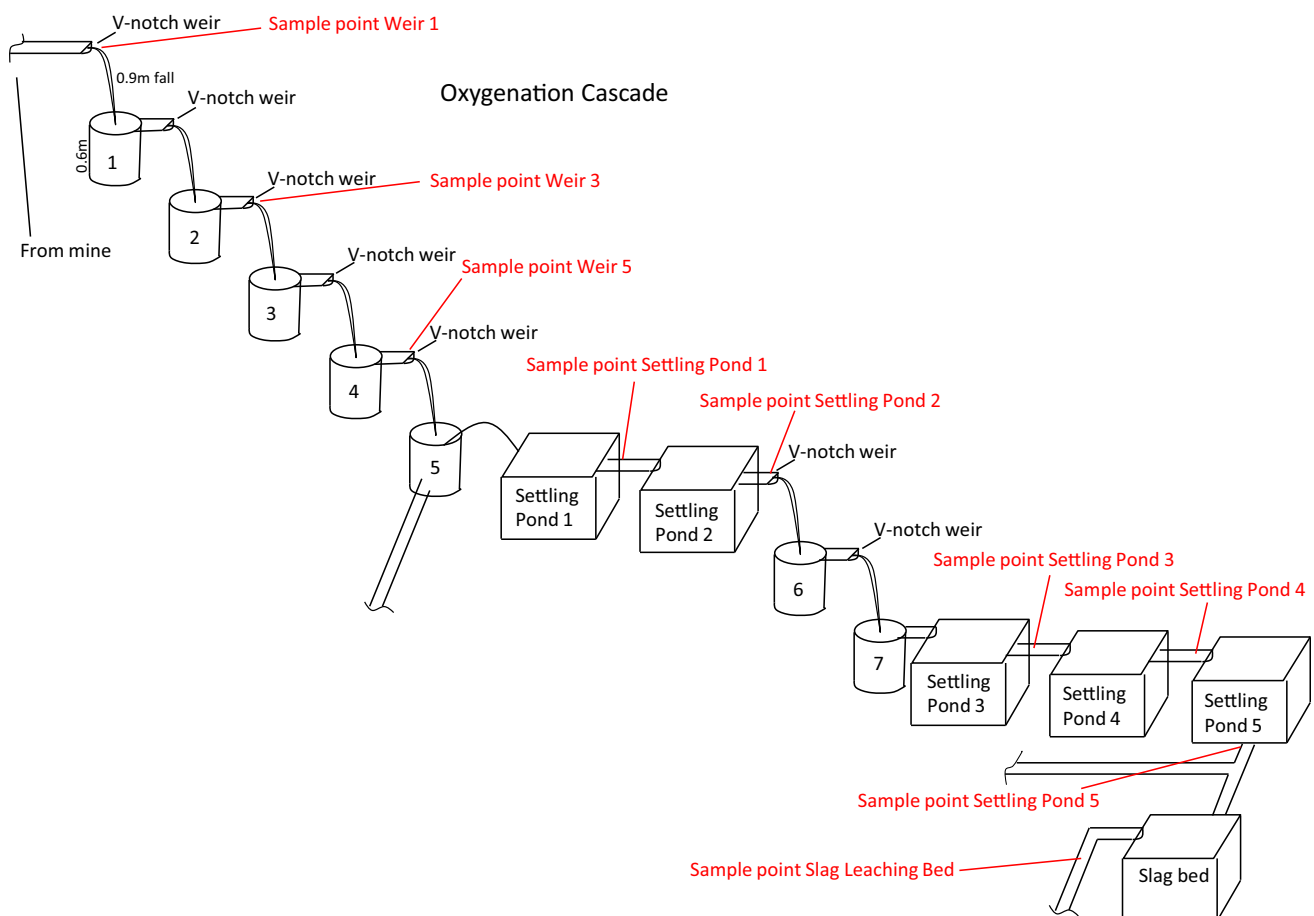 V-notch weir
Sample point Weir 1
0.9m fall
Oxygenation Cascade
V-notch weir
0.6m
1
V-notch weir
Sample point Weir 3
2
From mine
V-notch weir
Sample point Weir 5
3
V-notch weir
4
Sample point Settling Pond 1
Sample point Settling Pond 2
V-notch weir
5
Settling
Pond 1
Settling
Pond 2
V-notch weir
6
Sample point Settling Pond 3
Sample point Settling Pond 4
7
Settling
Pond 3
Settling
Pond 4
Settling
Pond 5
Sample point Settling Pond 5
Sample point Slag Leaching Bed
Slag bed